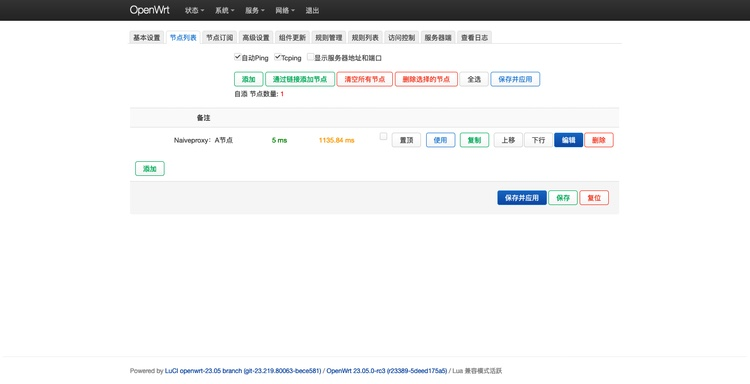 OpenWrt 状态 系统 服务 网络 退出
基本设置 节点列表 节点订阅 高级设置 组件更新 规则管理 规则列表 访问控制 服务器端 查看日志
自动Ping Tcping 显示服务器地址和端口
添加 通过链接添加节点 清空所有节点 删除选择的节点 全选 保存并应用
自添 节点数量: 1
备注
Naiveproxy：A节点 5 ms 1135.84 ms 置顶 使用 复制 上移 下行 编辑 删除
添加
保存并应用 保存 复位
Powered by LuCI openwrt-23.05 branch (git-23.219.80063-bece581) / OpenWrt 23.05.0-rc3 (r23389-5deed175a5) / Lua 兼容模式活跃